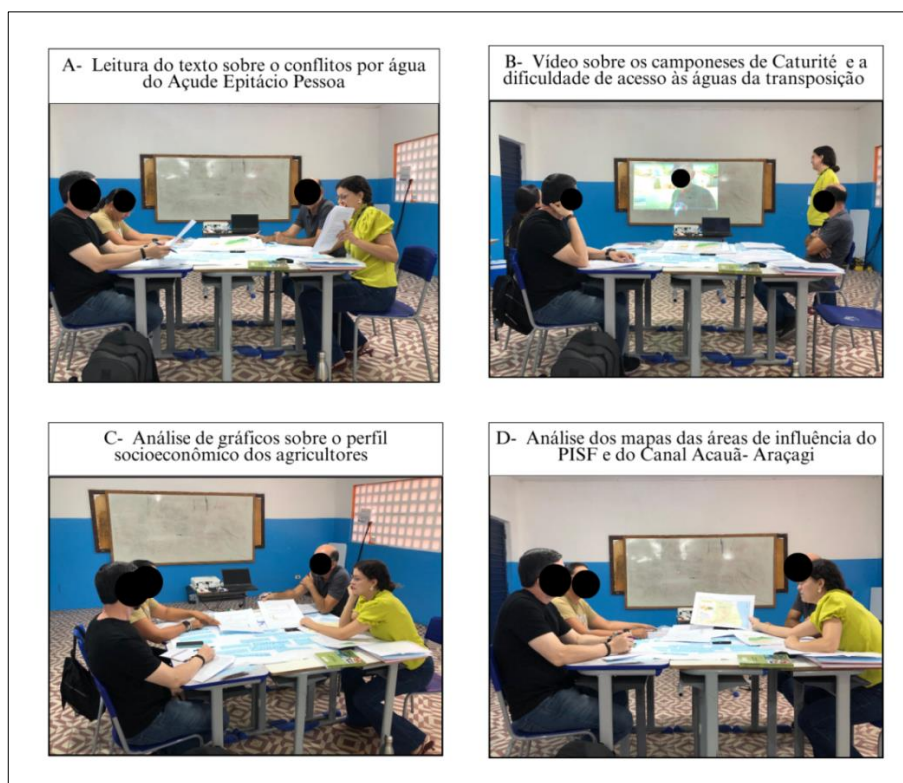 A- Leitura do texto sobre o conflitos por água
do Açude Epitácio Pessoa
B- Vídeo sobre os camponeses de Caturité e a
dificuldade de acesso às águas da transposição
C- Análise de gráficos sobre o perfil
socioeconômico dos agricultores
D- Análise dos mapas das áreas de influência do
PISF e do Canal Acauã- Araçagi